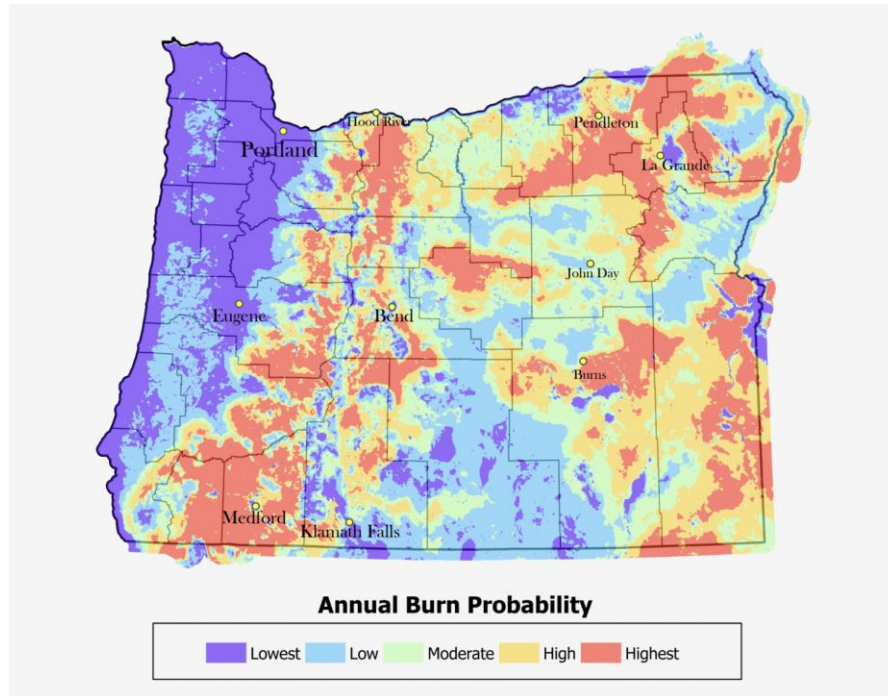 Hood River
Pendleton
Portland
La Grande
John Day
Eugene
Bend
Burns
Medford
Klamath Falls
Annual Burn Probability
Lowest Low Moderate High Highest